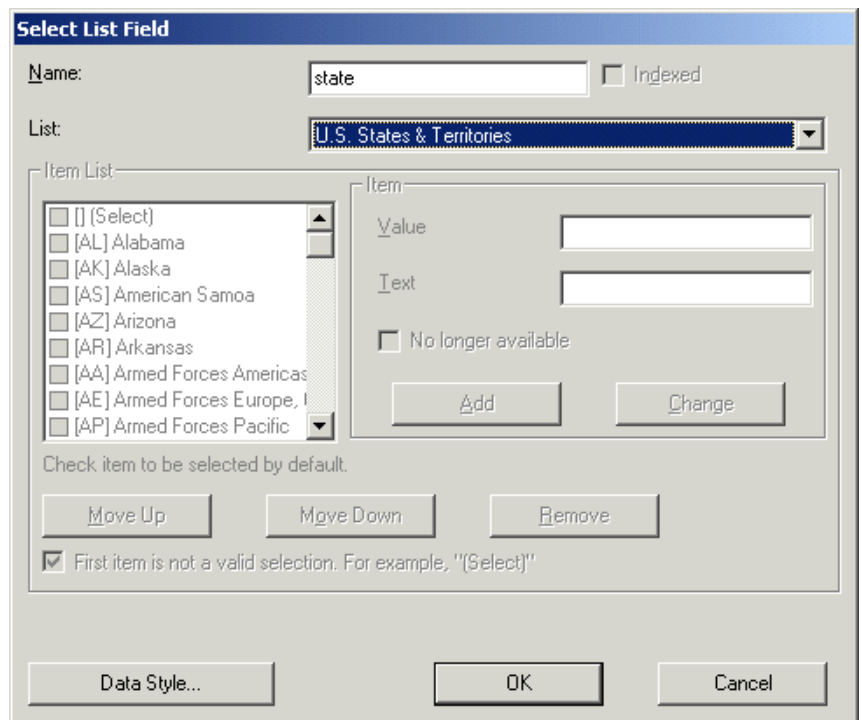 Select List Field
Name:
state
Indexed
List:
U.S. States & Territories
Item List
[] (Select)
[AL] Alabama
[AK] Alaska
[AS] American Samoa
[AZ] Arizona
[AR] Arkansas
[AA] Armed Forces Americas
[AE] Armed Forces Europe,
[AP] Armed Forces Pacific
Item
Value
Text
No longer available
Add
Change
Check item to be selected by default.
Move Up
Move Down
Remove
First item is not a valid selection. For example, "(Select)"
Data Style...
OK
Cancel